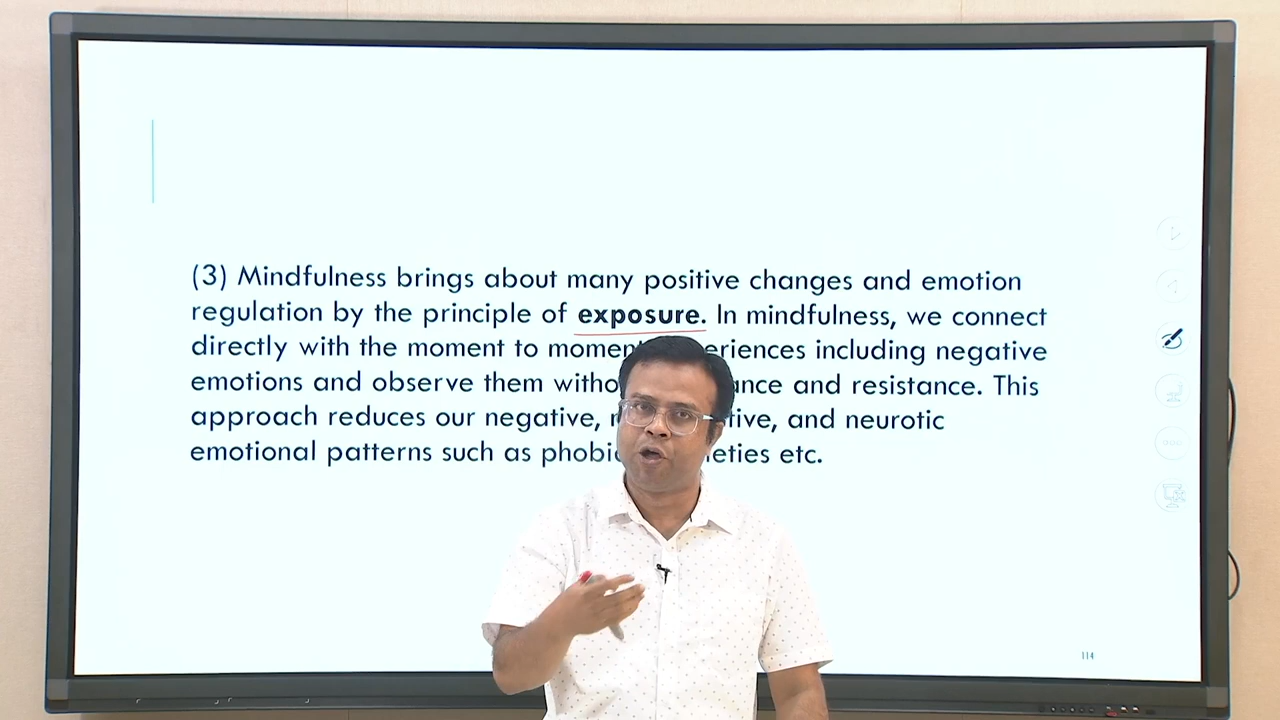 (3) Mindfulness brings about many positive changes and emotion
regulation by the principle of exposure. In mindfulness, we connect
directly with the moment to moment including negative
emotions and observe them and resistance. This
approach reduces our negative, and neurotic
emotional patterns such as etc.
114